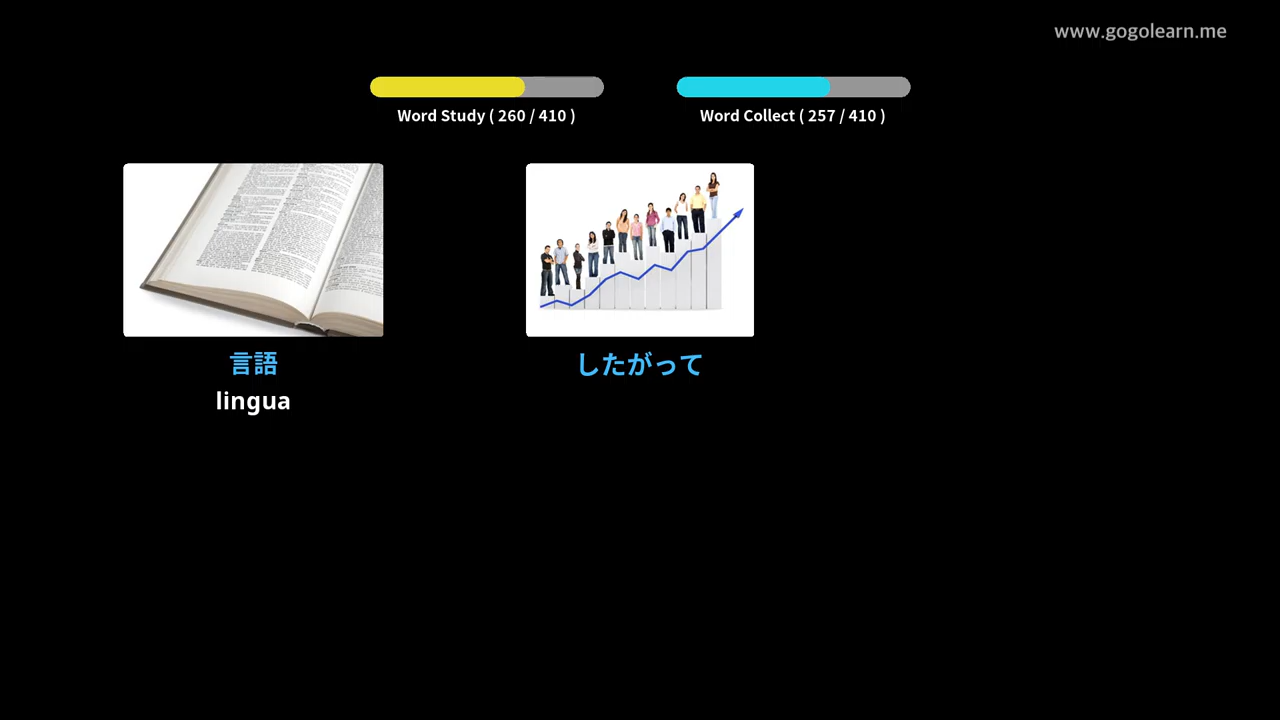 www.gogolearn.me
Word Study ( 260 / 410 )
Word Collect ( 257 / 410 )
言語
lingua
したがって